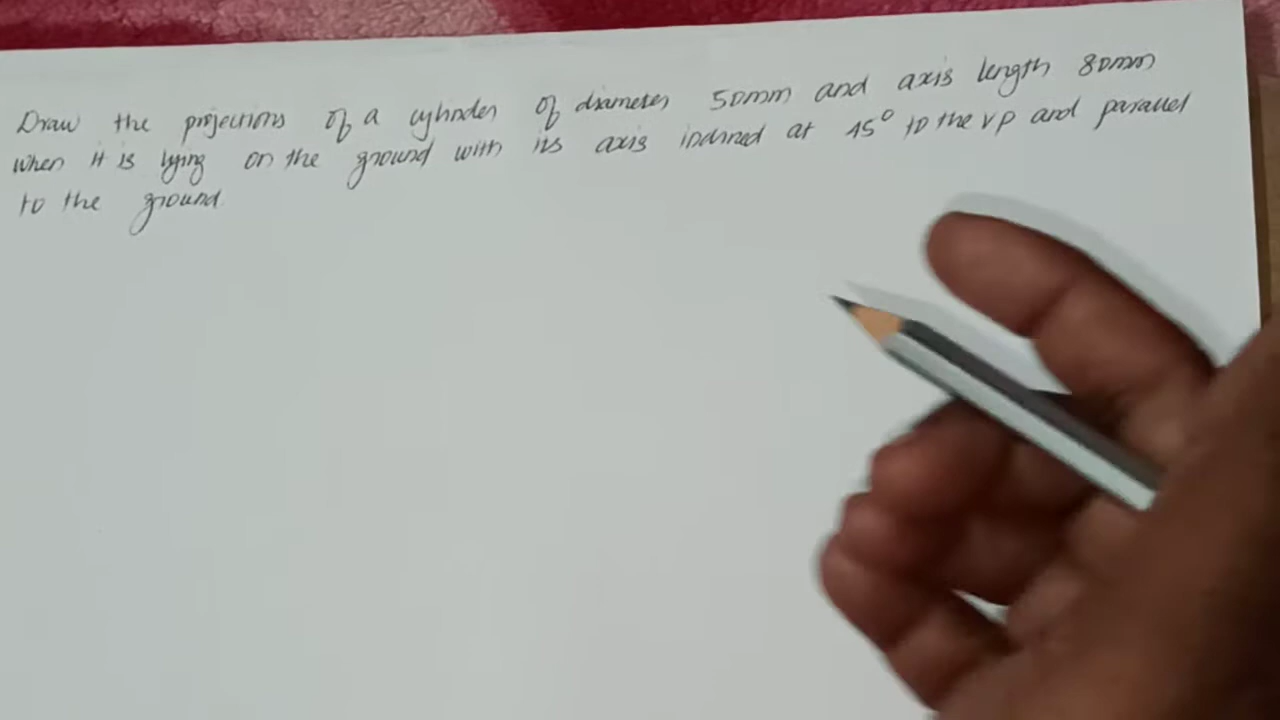 Draw the projections of a cylinder of diameter 50mm and axis length 80mm
when it is lying on the ground with its axis inclined at 45° to the VP and parallel
to the ground